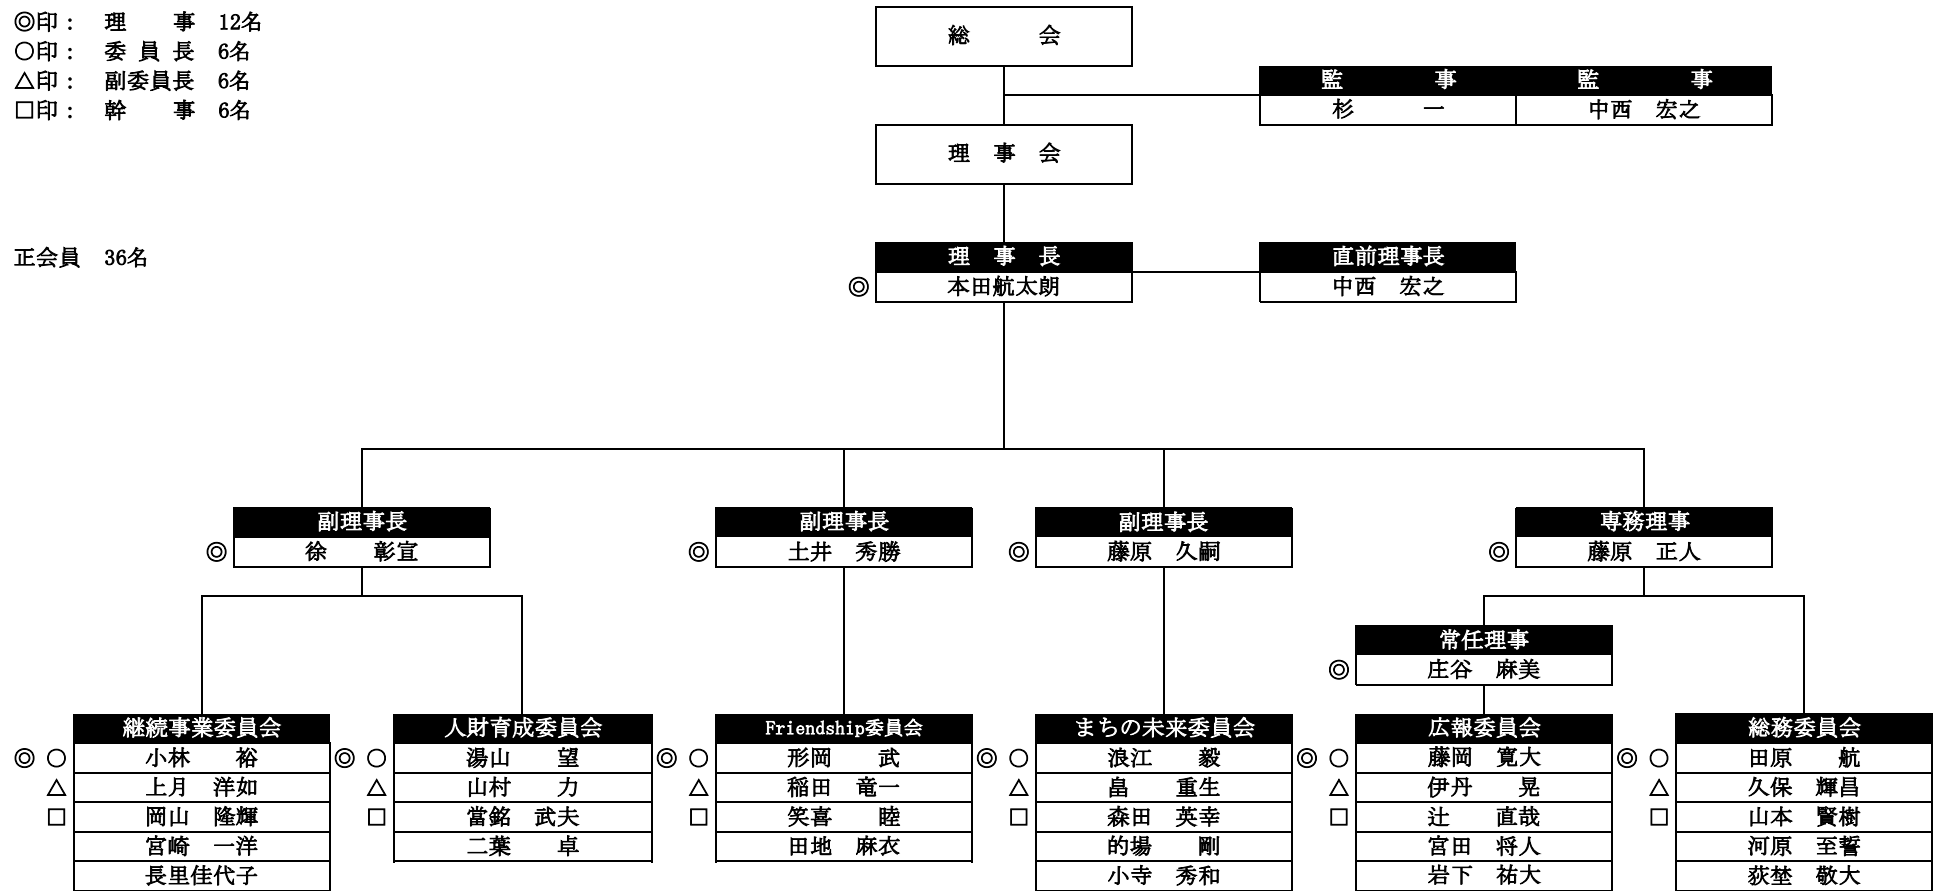 ◎印： 理　　事 12名
○印： 委 員 長 6名
△印： 副委員長 6名
□印： 幹　　事 6名
総　　会
監　　事　監　　事
杉　　一　中西 宏之
理 事 会
正会員 36名
理 事 長　直前理事長
◎ 本田航太朗　中西 宏之
副理事長　副理事長　副理事長　専務理事
◎ 徐　彰宣　◎ 土井 秀勝　◎ 藤原 久嗣　◎ 藤原 正人
常任理事
◎ 庄谷 麻美
継続事業委員会　人財育成委員会　Friendship委員会　まちの未来委員会　広報委員会　総務委員会
◎ ○ 小林　裕　◎ ○ 湯山　望　◎ ○ 形岡　武　◎ ○ 浪江　毅　◎ ○ 藤岡 寛大　◎ ○ 田原　航
△ 上月 洋如　△ 山村　力　△ 稲田 竜一　△ 畠　重生　△ 伊丹　晃　△ 久保 輝昌
□ 岡山 隆輝　□ 當銘 武夫　□ 笑喜　睦　□ 森田 英幸　□ 辻　直哉　□ 山本 賢樹
宮崎 一洋　二葉　卓　田地 麻衣　的場　剛　宮田 将人　河原 至誓
長里佳代子　小寺 秀和　岩下 祐大　荻埜 敬大